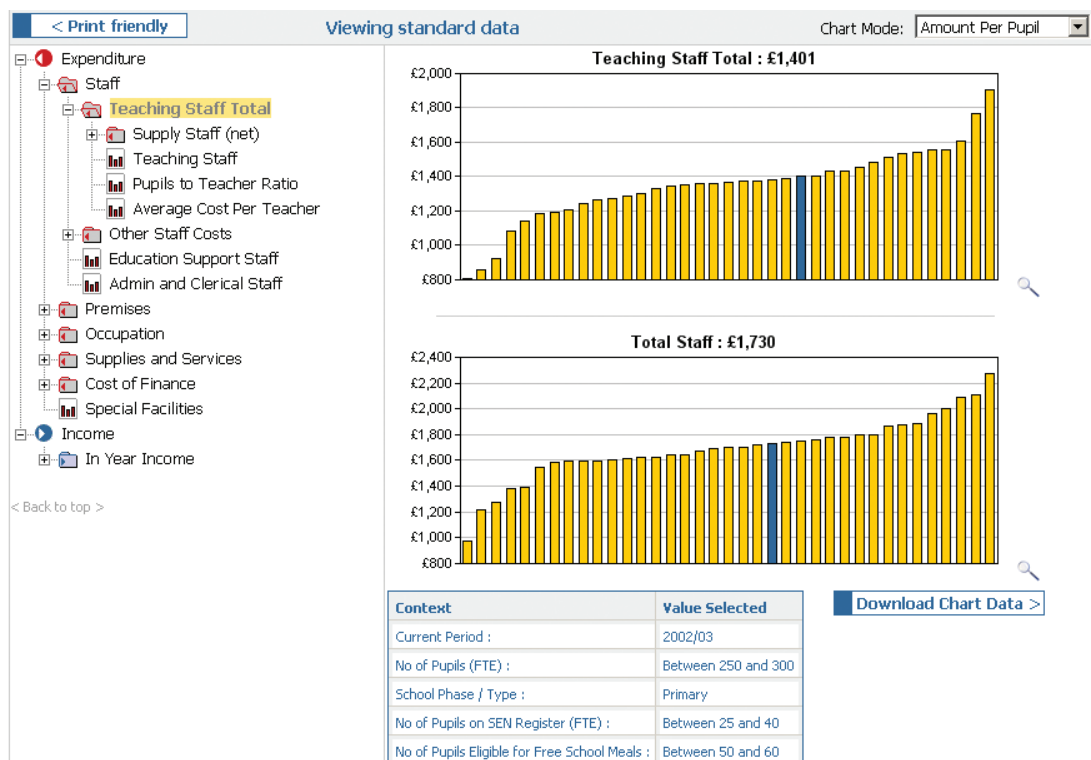 < Print friendly
Viewing standard data
Chart Mode: Amount Per Pupil
Expenditure
Staff
Teaching Staff Total
Supply Staff (net)
Teaching Staff
Pupils to Teacher Ratio
Average Cost Per Teacher
Other Staff Costs
Education Support Staff
Admin and Clerical Staff
Premises
Occupation
Supplies and Services
Cost of Finance
Special Facilities
Income
In Year Income
< Back to top >
Teaching Staff Total : £1,401
£2,000
£1,800
£1,600
£1,400
£1,200
£1,000
£800
Total Staff : £1,730
£2,400
£2,200
£2,000
£1,800
£1,600
£1,400
£1,200
£1,000
£800
Context Value Selected
Current Period : 2002/03
No of Pupils (FTE) : Between 250 and 300
School Phase / Type : Primary
No of Pupils on SEN Register (FTE) : Between 25 and 40
No of Pupils Eligible for Free School Meals : Between 50 and 60
Download Chart Data >